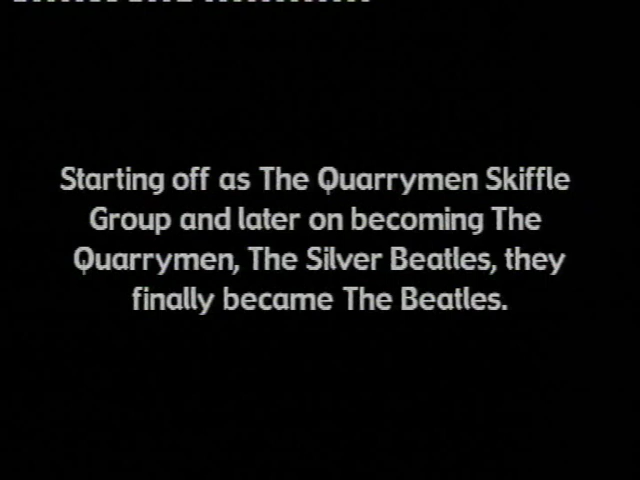 Starting off as The Quarrymen Skiffle
Group and later on becoming The
Quarrymen, The Silver Beatles, they
finally became The Beatles.